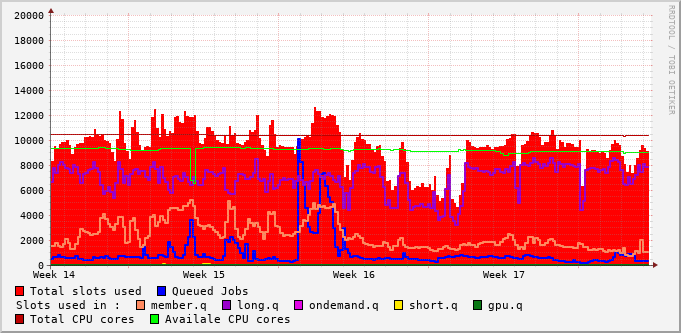 20000
18000
16000
14000
12000
10000
8000
6000
4000
2000
0
Week 14 Week 15 Week 16 Week 17
RRDTOOL / TOBI OETIKER
Total slots used Queued Jobs
Slots used in : member.q long.q ondemand.q short.q gpu.q
Total CPU cores Availale CPU cores